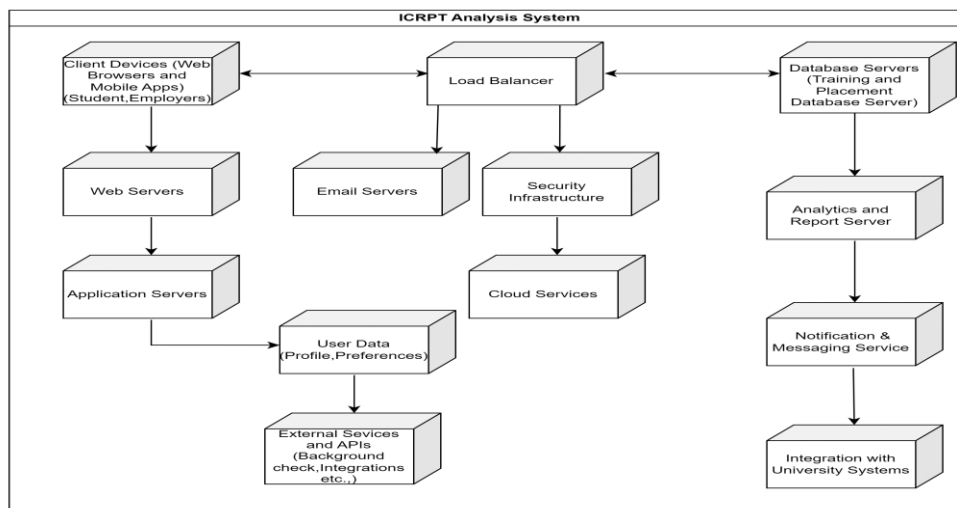 ICRPT Analysis System
Client Devices (Web
Browsers and
Mobile Apps)
(Student,Employers)
Load Balancer
Database Servers
(Training and
Placement
Database Server)
Web Servers
Email Servers
Security
Infrastructure
Analytics and
Report Server
Application Servers
Cloud Services
User Data
(Profile,Preferences)
Notification &
Messaging Service
External Sevices
and APIs
(Background
check,Integrations
etc.,)
Integration with
University Systems